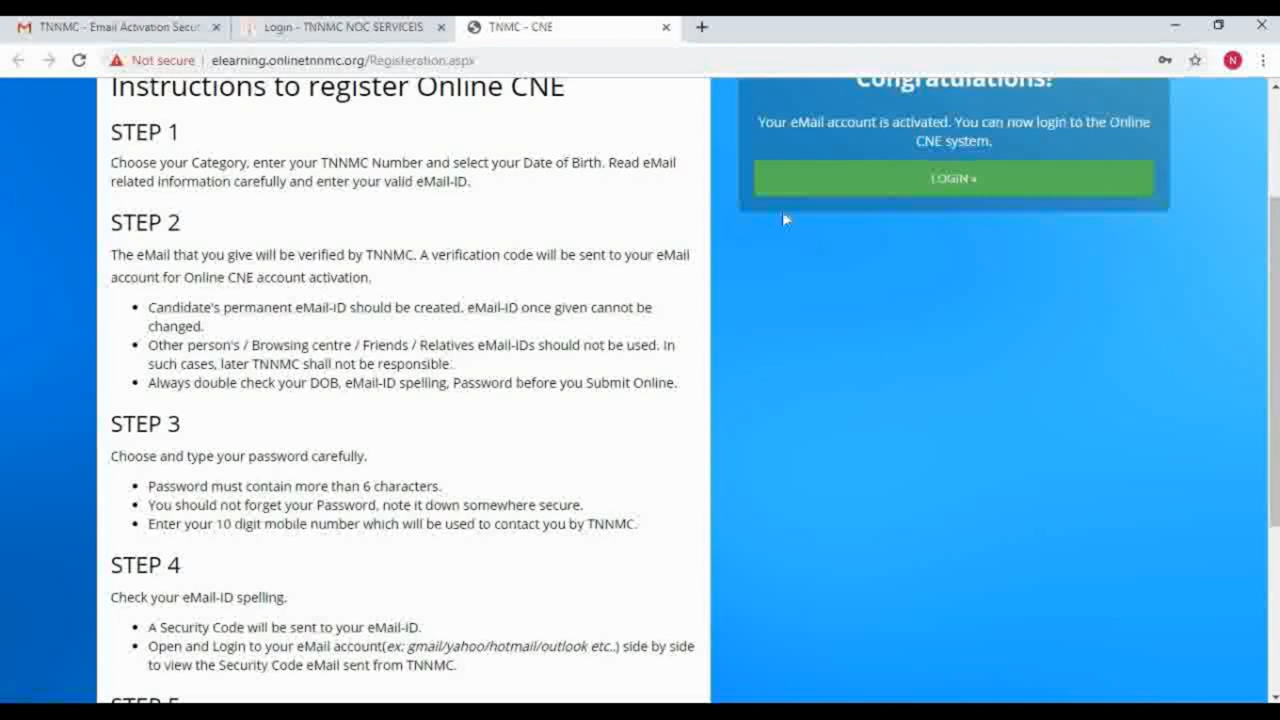 TNNMC - Email Activation Secur
Login - TNNMC NOC SERVICEIS
TNMC - CNE
Not secure
elearning.onlinetnnmc.org/Registeration.aspx
N
Instructions to register Online CNE
STEP 1
Choose your Category, enter your TNNMC Number and select your Date of Birth. Read eMail
related information carefully and enter your valid eMail-ID.
STEP 2
The eMail that you give will be verified by TNNMC. A verification code will be sent to your eMail
account for Online CNE account activation.
• Candidate's permanent eMail-ID should be created. eMail-ID once given cannot be
changed.
• Other person's / Browsing centre / Friends / Relatives eMail-IDs should not be used. In
such cases, later TNNMC shall not be responsible.
• Always double check your DOB, eMail-ID spelling, Password before you Submit Online.
STEP 3
Choose and type your password carefully.
• Password must contain more than 6 characters.
• You should not forget your Password, note it down somewhere secure.
• Enter your 10 digit mobile number which will be used to contact you by TNNMC.
STEP 4
Check your eMail-ID spelling.
• A Security Code will be sent to your eMail-ID.
• Open and Login to your eMail account(ex: gmail/yahoo/hotmail/outlook etc..) side by side
to view the Security Code eMail sent from TNNMC.
STEP 5
Congratulations!
Your eMail account is activated. You can now login to the Online
CNE system.
LOGIN »